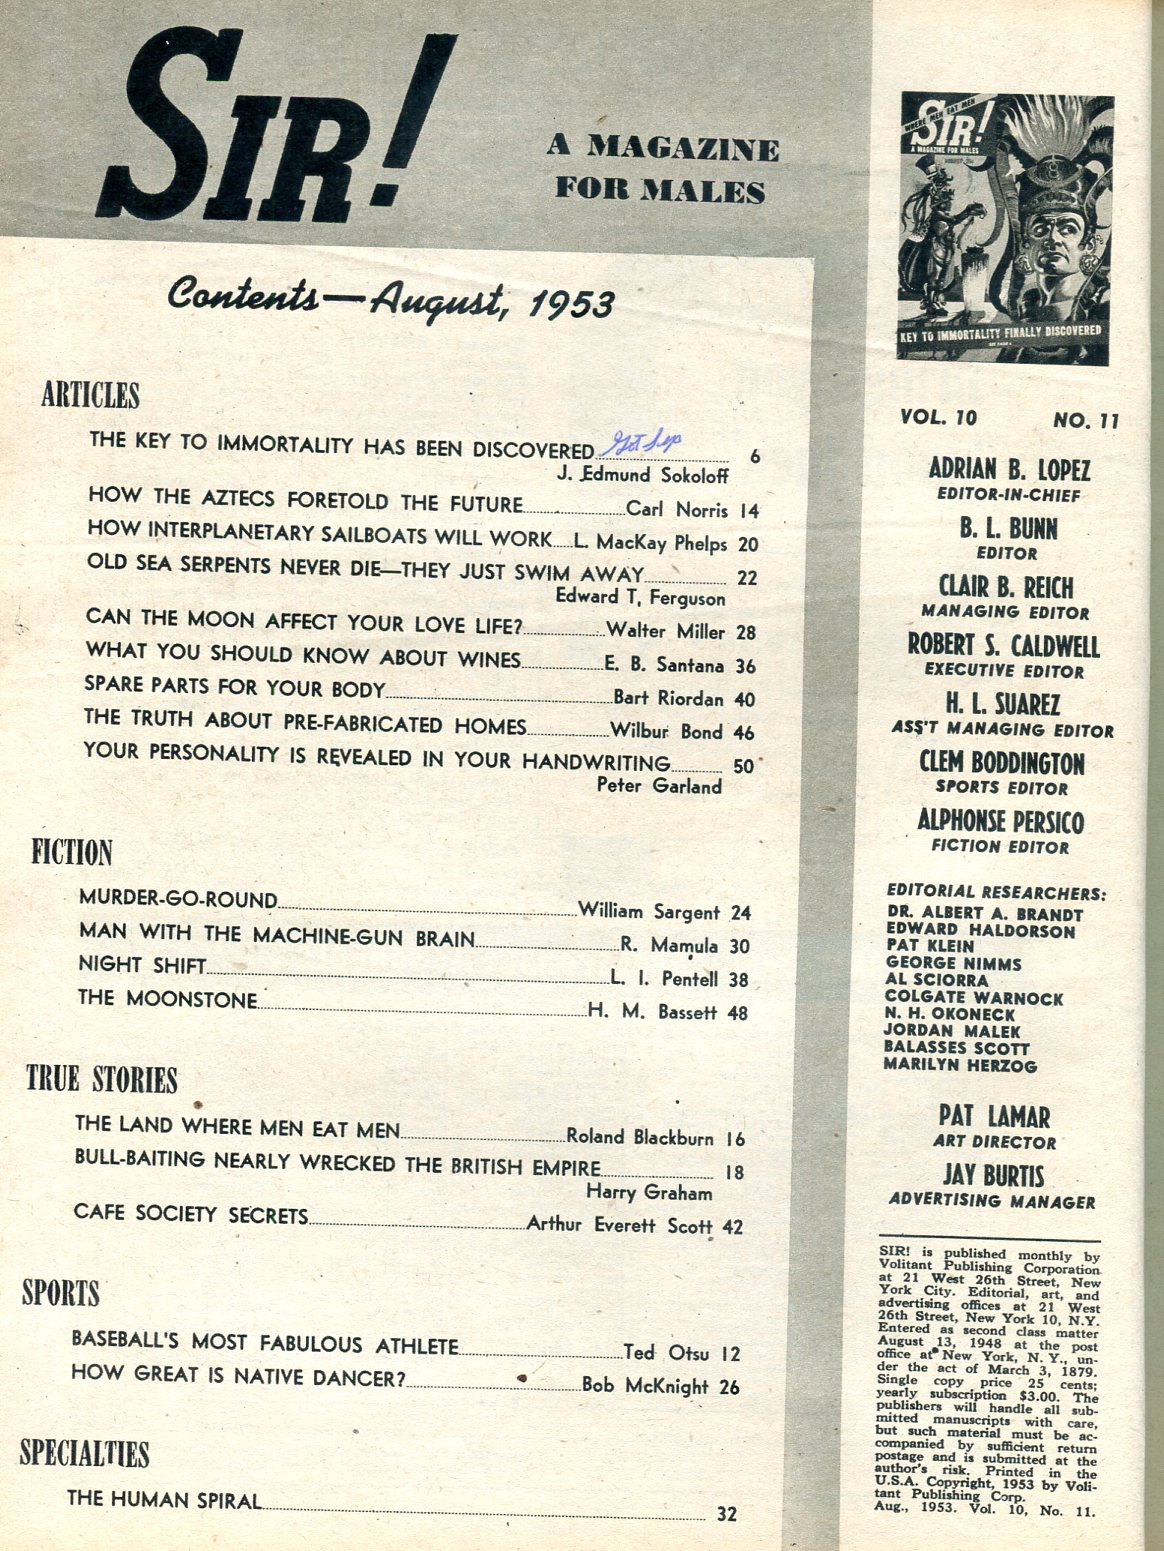 SIR!
A MAGAZINE
FOR MALES
Contents—August, 1953
ARTICLES
THE KEY TO IMMORTALITY HAS BEEN DISCOVERED 6
J. Edmund Sokoloff
HOW THE AZTECS FORETOLD THE FUTURE Carl Norris 14
HOW INTERPLANETARY SAILBOATS WILL WORK L. MacKay Phelps 20
OLD SEA SERPENTS NEVER DIE—THEY JUST SWIM AWAY 22
Edward T. Ferguson
CAN THE MOON AFFECT YOUR LOVE LIFE? Walter Miller 28
WHAT YOU SHOULD KNOW ABOUT WINES E. B. Santana 36
SPARE PARTS FOR YOUR BODY Bart Riordan 40
THE TRUTH ABOUT PRE-FABRICATED HOMES Wilbur Bond 46
YOUR PERSONALITY IS REVEALED IN YOUR HANDWRITING 50
Peter Garland
FICTION
MURDER-GO-ROUND William Sargent 24
MAN WITH THE MACHINE-GUN BRAIN R. Mamula 30
NIGHT SHIFT L. I. Pentell 38
THE MOONSTONE H. M. Bassett 48
TRUE STORIES
THE LAND WHERE MEN EAT MEN Roland Blackburn 16
BULL-BAITING NEARLY WRECKED THE BRITISH EMPIRE 18
Harry Graham
CAFE SOCIETY SECRETS Arthur Everett Scott 42
SPORTS
BASEBALL'S MOST FABULOUS ATHLETE Ted Otsu 12
HOW GREAT IS NATIVE DANCER? Bob McKnight 26
SPECIALTIES
THE HUMAN SPIRAL 32
WHERE MEN EAT MEN
SIR!
A MAGAZINE FOR MALES
AUGUST
KEY TO IMMORTALITY FINALLY DISCOVERED
VOL. 10 NO. 11
ADRIAN B. LOPEZ
EDITOR-IN-CHIEF
B. L. BUNN
EDITOR
CLAIR B. REICH
MANAGING EDITOR
ROBERT S. CALDWELL
EXECUTIVE EDITOR
H. L. SUAREZ
ASS'T MANAGING EDITOR
CLEM BODDINGTON
SPORTS EDITOR
ALPHONSE PERSICO
FICTION EDITOR
EDITORIAL RESEARCHERS:
DR. ALBERT A. BRANDT
EDWARD HALDORSON
PAT KLEIN
GEORGE NIMMS
AL SCIORRA
COLGATE WARNOCK
N. H. OKONECK
JORDAN MALEK
BALASSES SCOTT
MARILYN HERZOG
PAT LAMAR
ART DIRECTOR
JAY BURTIS
ADVERTISING MANAGER
SIR! is published monthly by
Volitant Publishing Corporation
at 21 West 26th Street, New
York City. Editorial, art, and
advertising offices at 21 West
26th Street, New York 10, N.Y.
Entered as second class matter
August 13, 1948 at the post
office at New York, N. Y., un-
der the act of March 3, 1879.
Single copy price 25 cents;
yearly subscription $3.00. The
publishers will handle all sub-
mitted manuscripts with care,
but such material must be ac-
companied by sufficient return
postage and is submitted at the
author's risk. Printed in the
U.S.A. Copyright, 1953 by Voli-
tant Publishing Corp.
Aug., 1953. Vol. 10, No. 11.